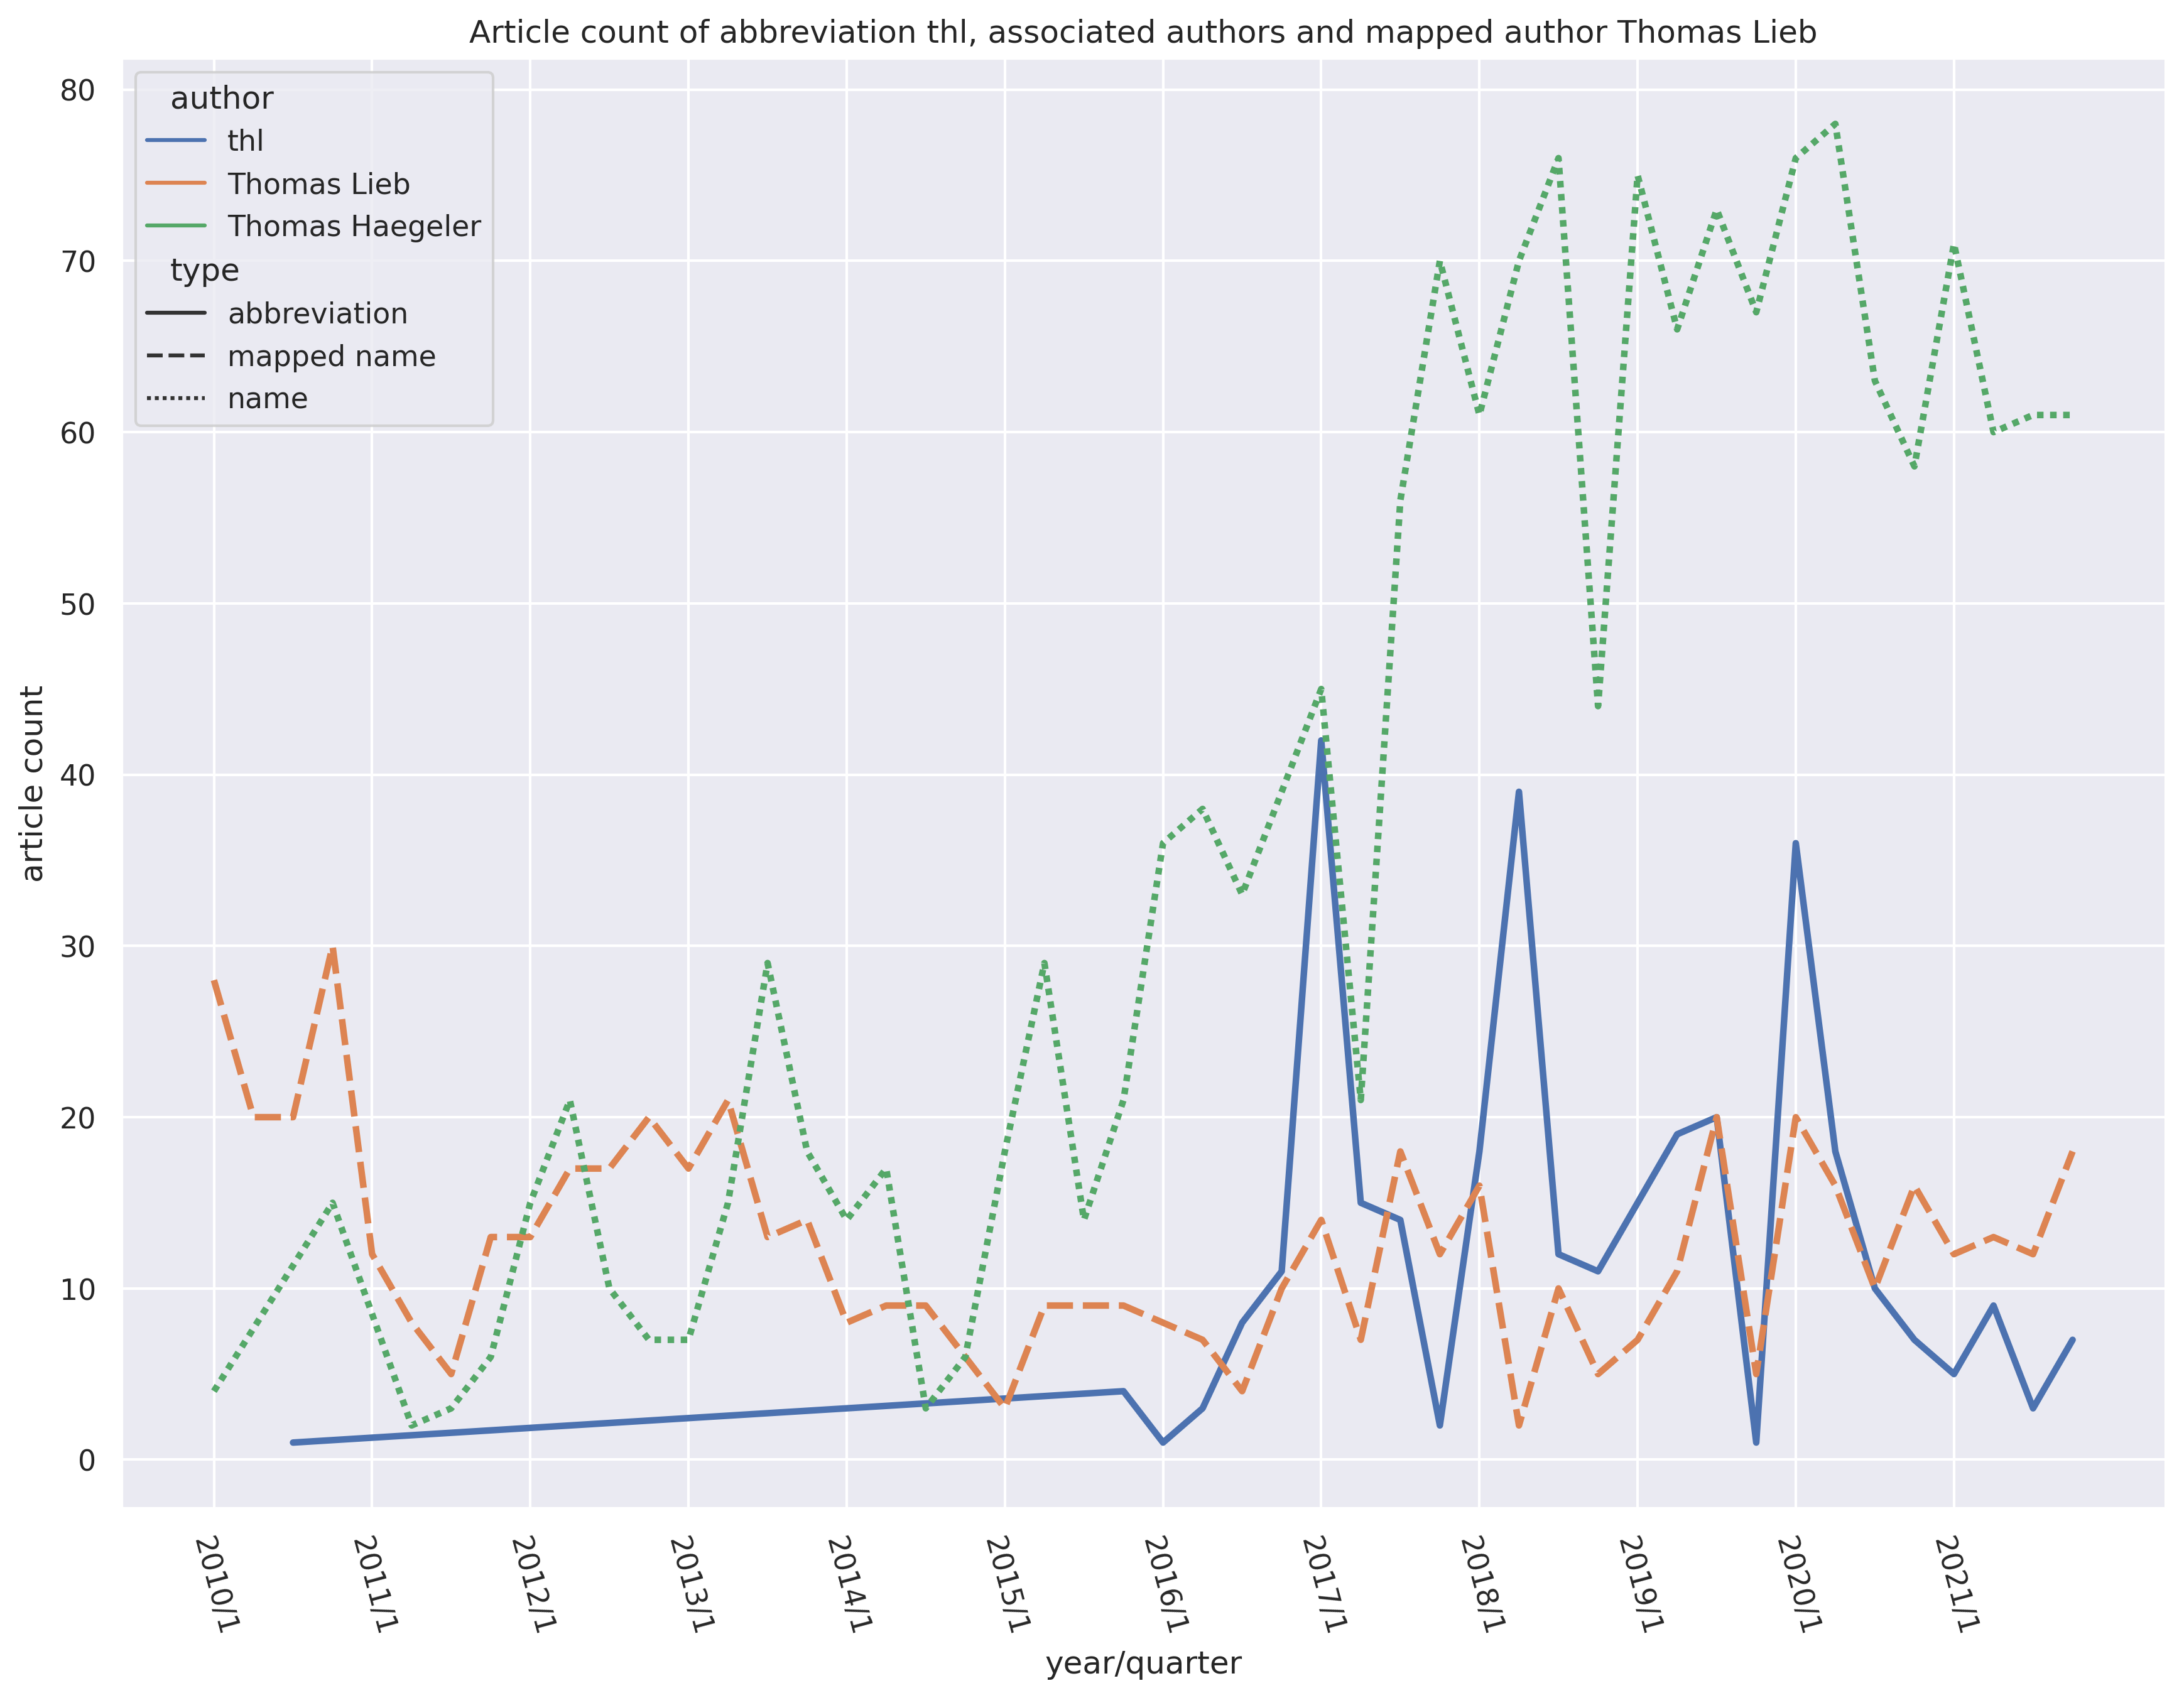 Article count of abbreviation thl, associated authors and mapped author Thomas Lieb
author
thl
Thomas Lieb
Thomas Haegeler
type
abbreviation
mapped name
name
80
70
60
50
40
30
20
10
0
article count
2010/1
2011/1
2012/1
2013/1
2014/1
2015/1
2016/1
2017/1
2018/1
2019/1
2020/1
2021/1
year/quarter